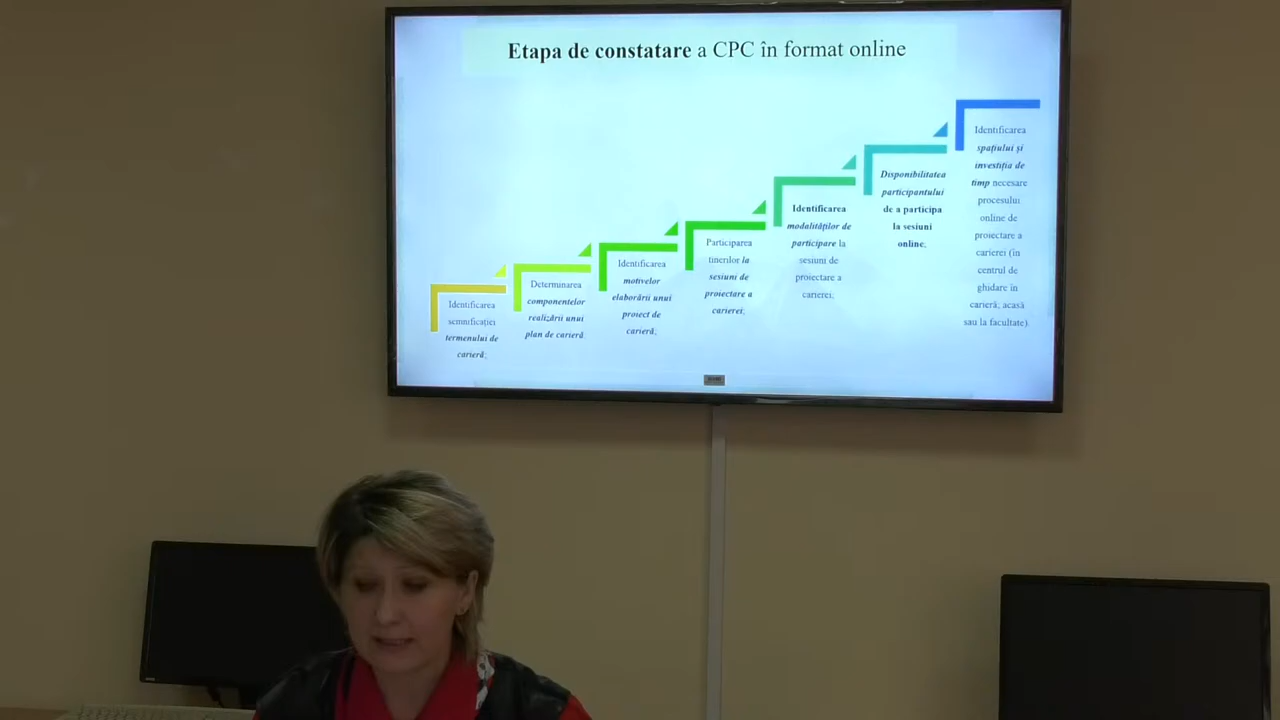 Etapa de constatare a CPC în format online
Identificarea
semnificației
termenului de
carieră;
Determinarea
componentelor
realizării unui
plan de carieră
Identificarea
motivelor
elaborării unui
proiect de
carieră;
Participarea
tinerilor la
sesiuni de
proiectare a
carierei;
Identificarea
modalităților de
participare la
sesiuni de
proiectare a
carierei;
Disponibilitatea
participantului
de a participa
la sesiuni
online;
Identificarea
spațiului și
investiția de
timp necesare
procesului
online de
proiectare a
carierei (în
centrul de
ghidare în
carieră; acasă
sau la facultate)